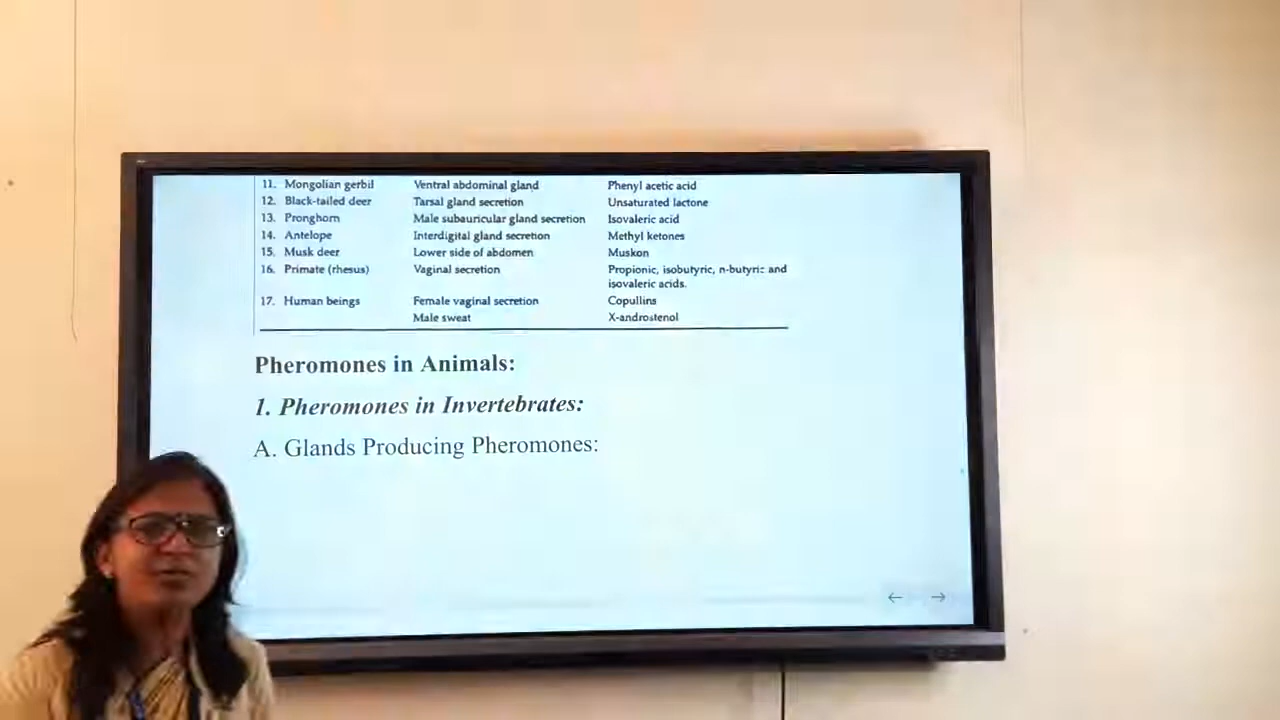 11. Mongolian gerbil Ventral abdominal gland Phenyl acetic acid
12. Black-tailed deer Tarsal gland secretion Unsaturated lactone
13. Pronghorn Male subauricular gland secretion Isovaleric acid
14. Antelope Interdigital gland secretion Methyl ketones
15. Musk deer Lower side of abdomen Muskon
16. Primate (rhesus) Vaginal secretion Propionic, isobutyric, n-butyric and
isovaleric acids.
17. Human beings Female vaginal secretion Copullins
Male sweat X-androstenol
Pheromones in Animals:
1. Pheromones in Invertebrates:
A. Glands Producing Pheromones: